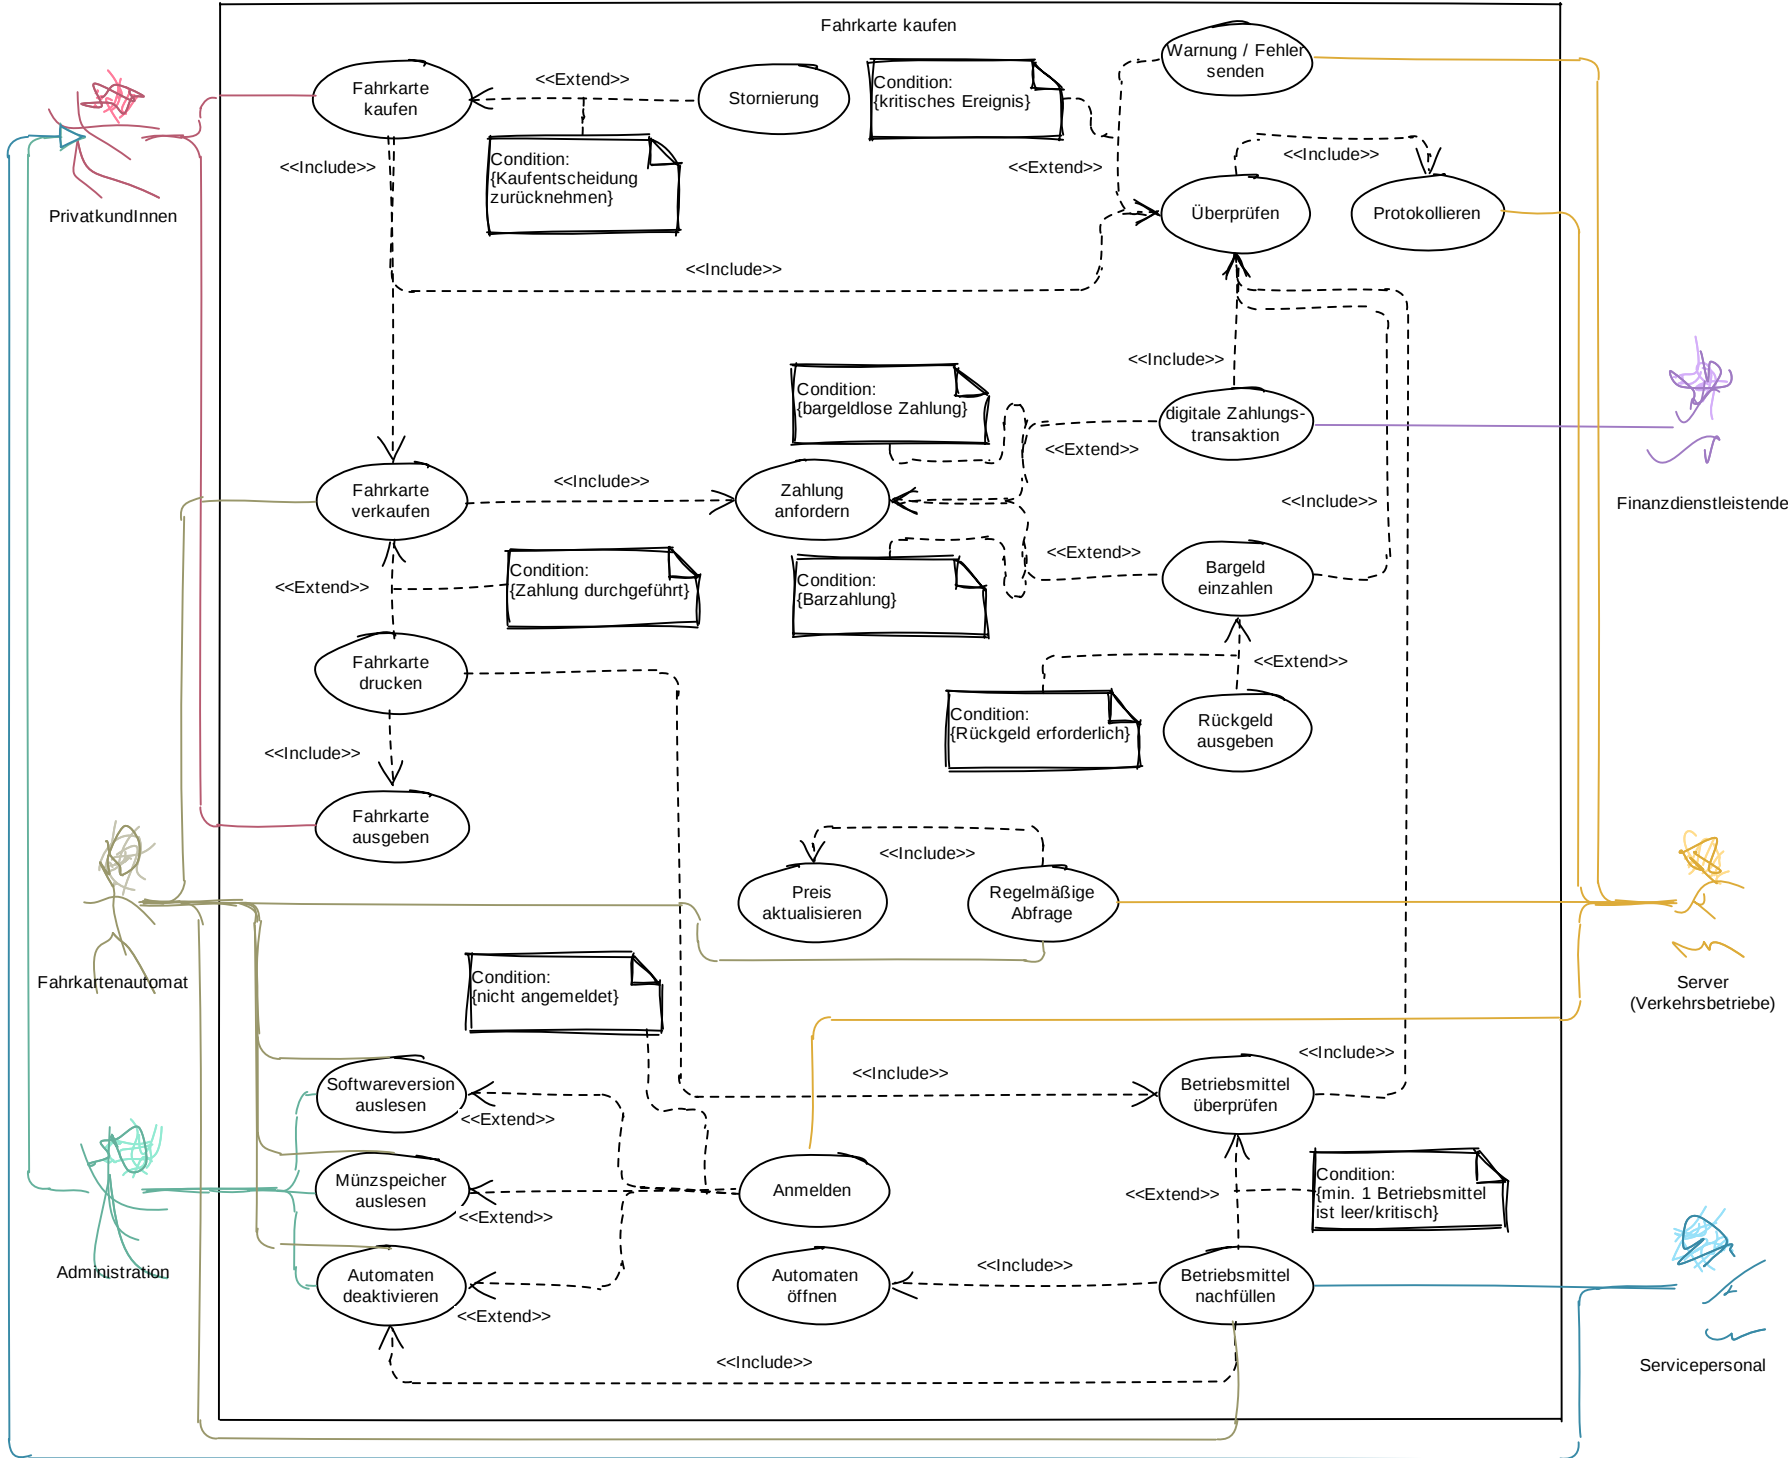 Fahrkarte kaufen
Warnung / Fehler
senden
<<Extend>>
Fahrkarte
kaufen
Stornierung
Condition:
{kritisches Ereignis}
<<Include>>
Condition:
{Kaufentscheidung
zurücknehmen}
<<Extend>>
<<Include>>
PrivatkundInnen
Überprüfen
Protokollieren
<<Include>>
<<Include>>
Condition:
{bargeldlose Zahlung}
digitale Zahlungs-
transaktion
<<Extend>>
<<Include>>
Fahrkarte
verkaufen
Zahlung
anfordern
<<Include>>
Finanzdienstleistende
<<Extend>>
Condition:
{Zahlung durchgeführt}
Condition:
{Barzahlung}
<<Extend>>
Bargeld
einzahlen
Fahrkarte
drucken
<<Extend>>
Condition:
{Rückgeld erforderlich}
Rückgeld
ausgeben
<<Include>>
Fahrkarte
ausgeben
<<Include>>
Preis
aktualisieren
Regelmäßige
Abfrage
Fahrkartenautomat
Condition:
{nicht angemeldet}
Server
(Verkehrsbetriebe)
<<Include>>
<<Include>>
Softwareversion
auslesen
<<Extend>>
Betriebsmittel
überprüfen
Münzspeicher
auslesen
<<Extend>>
Anmelden
<<Extend>>
Condition:
{min. 1 Betriebsmittel
ist leer/kritisch}
Administration
Automaten
deaktivieren
<<Extend>>
Automaten
öffnen
<<Include>>
Betriebsmittel
nachfüllen
<<Include>>
Servicepersonal